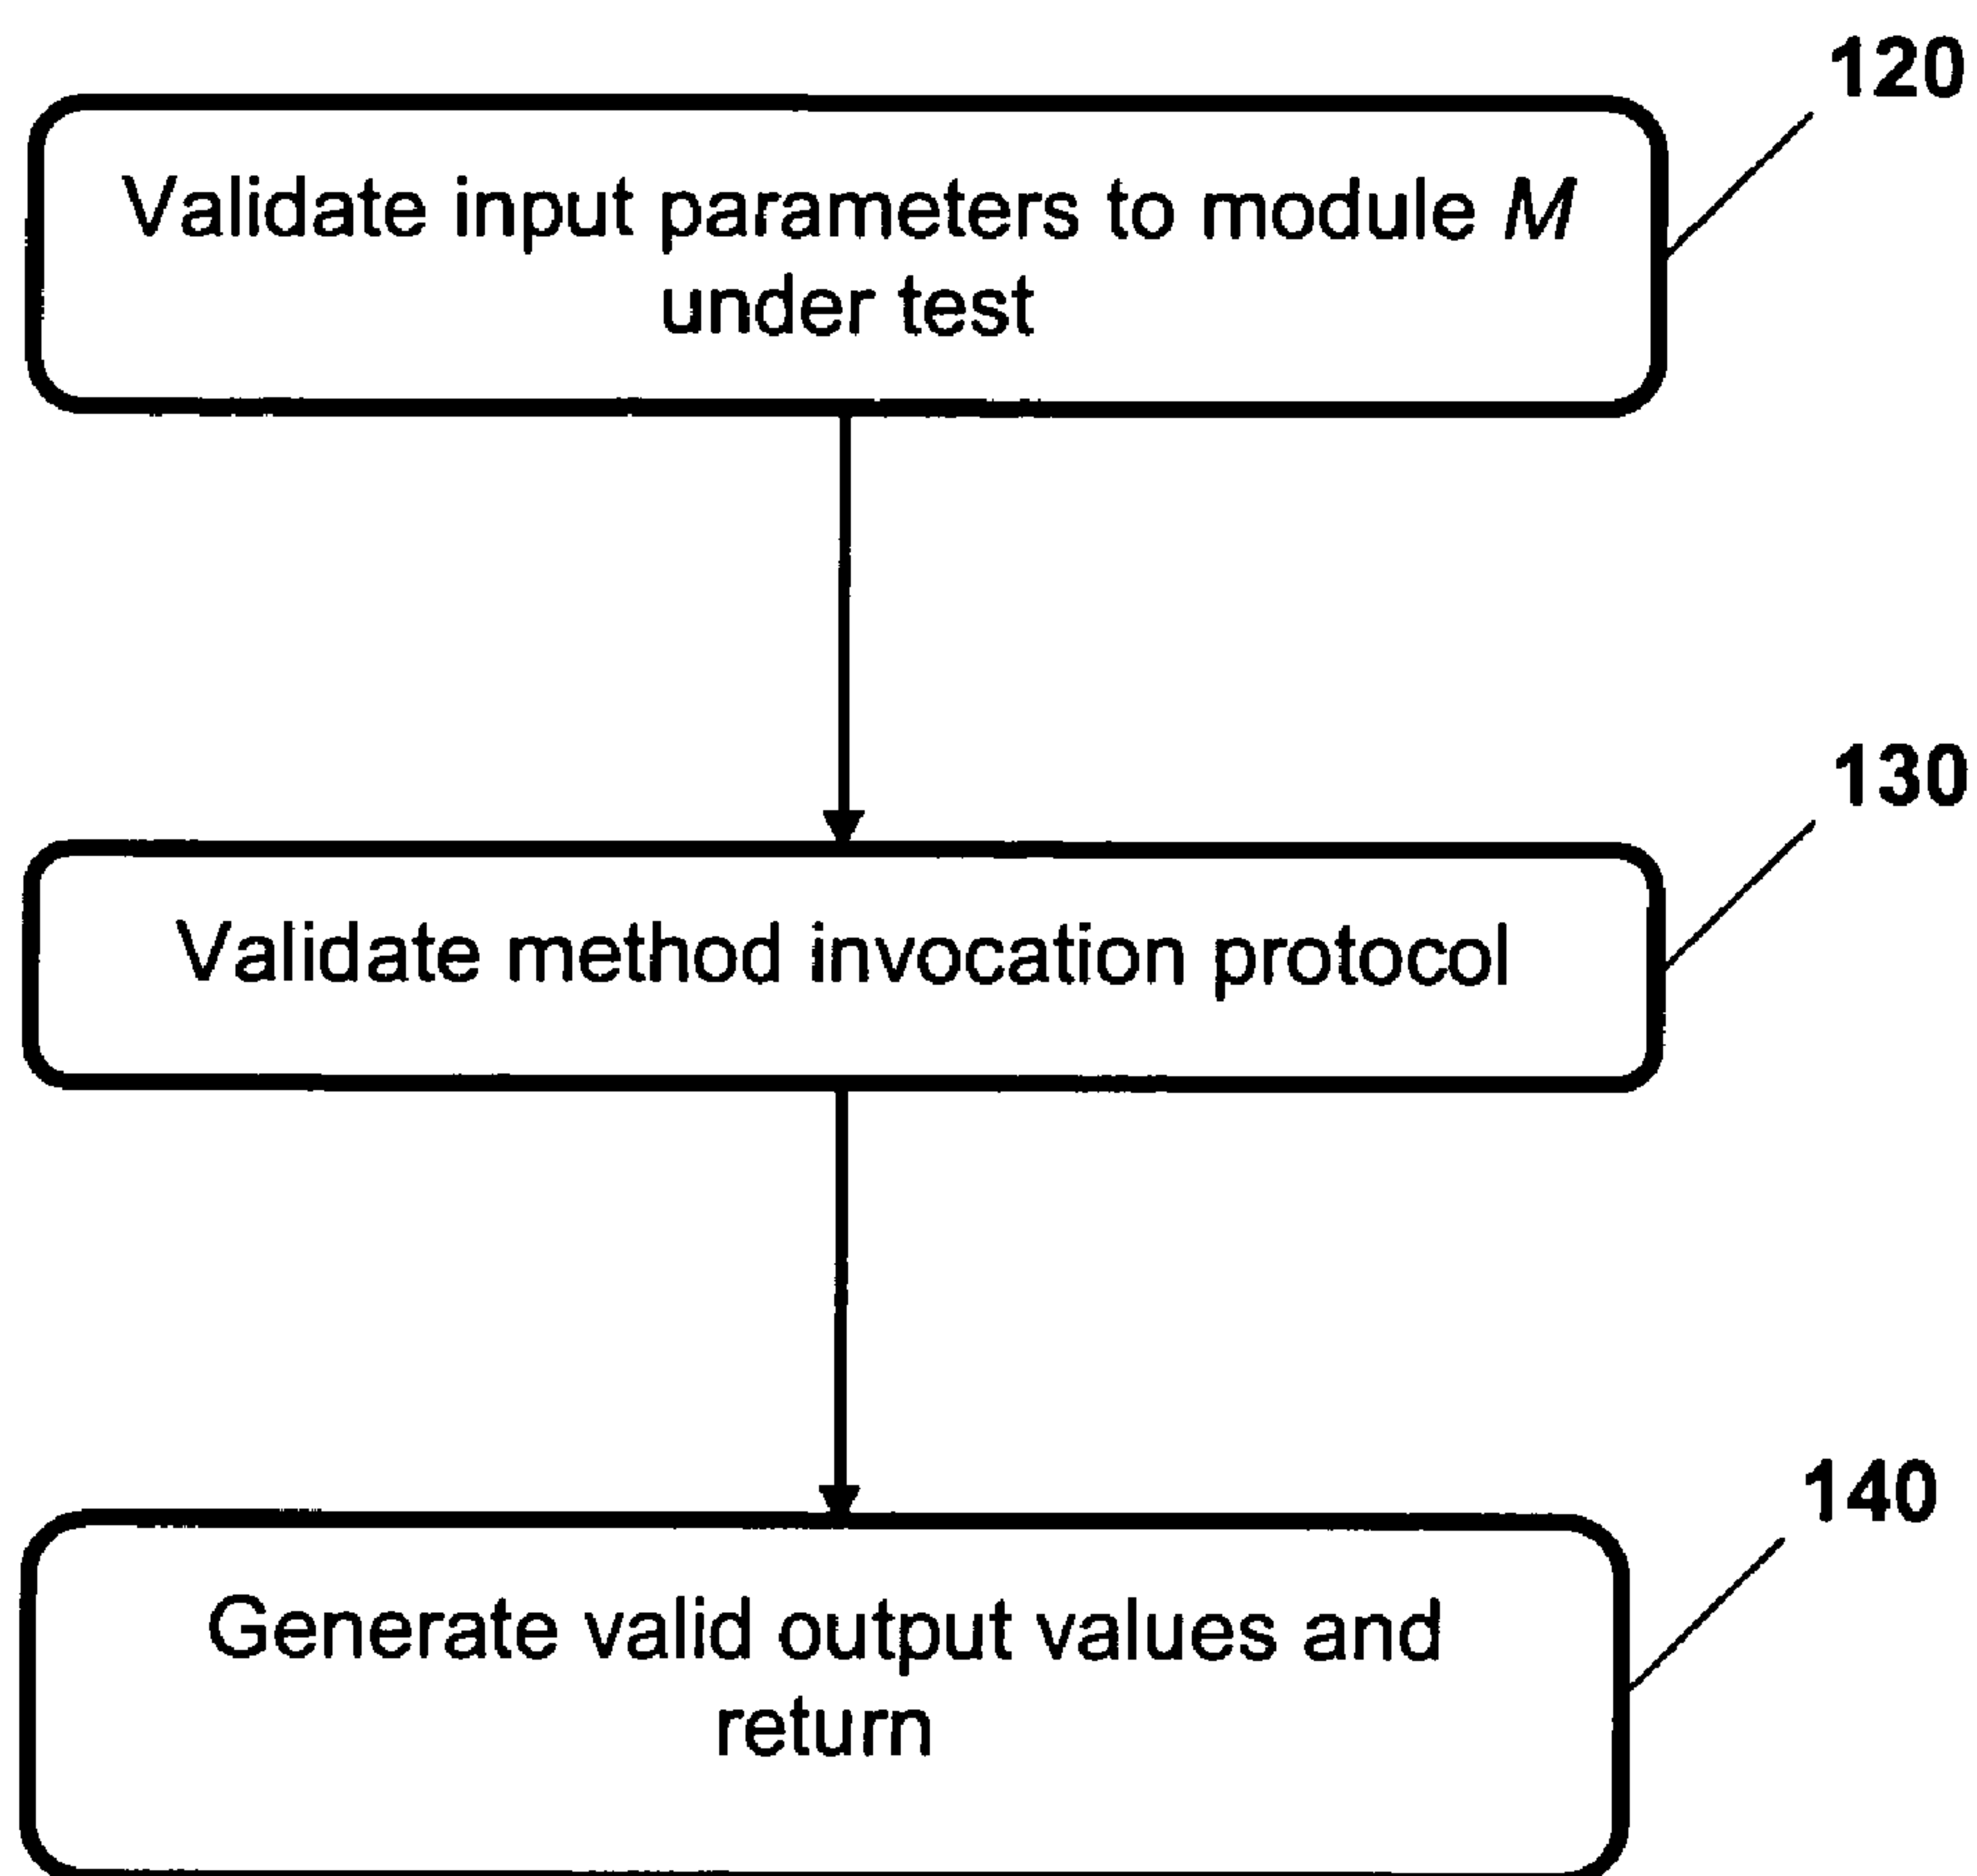 120
Validate input parameters to module M
under test
130
Validate method invocation protocol
140
Generate valid output values and
return